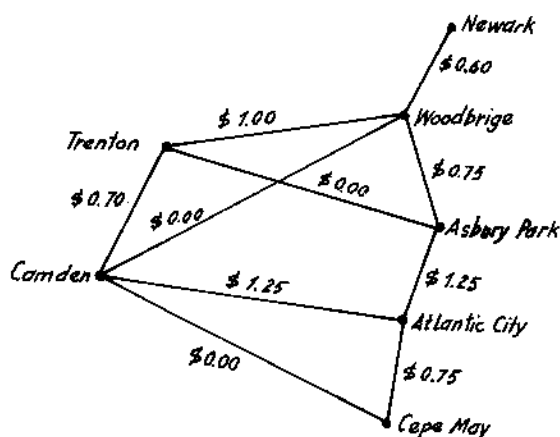 Newark
$0.60
$1.00
Woodbrige
Trenton
$0.00
$0.75
$0.70
$0.00
Asbury Park
Camden
$1.25
$1.25
Atlantic City
$0.00
$0.75
Cepe May